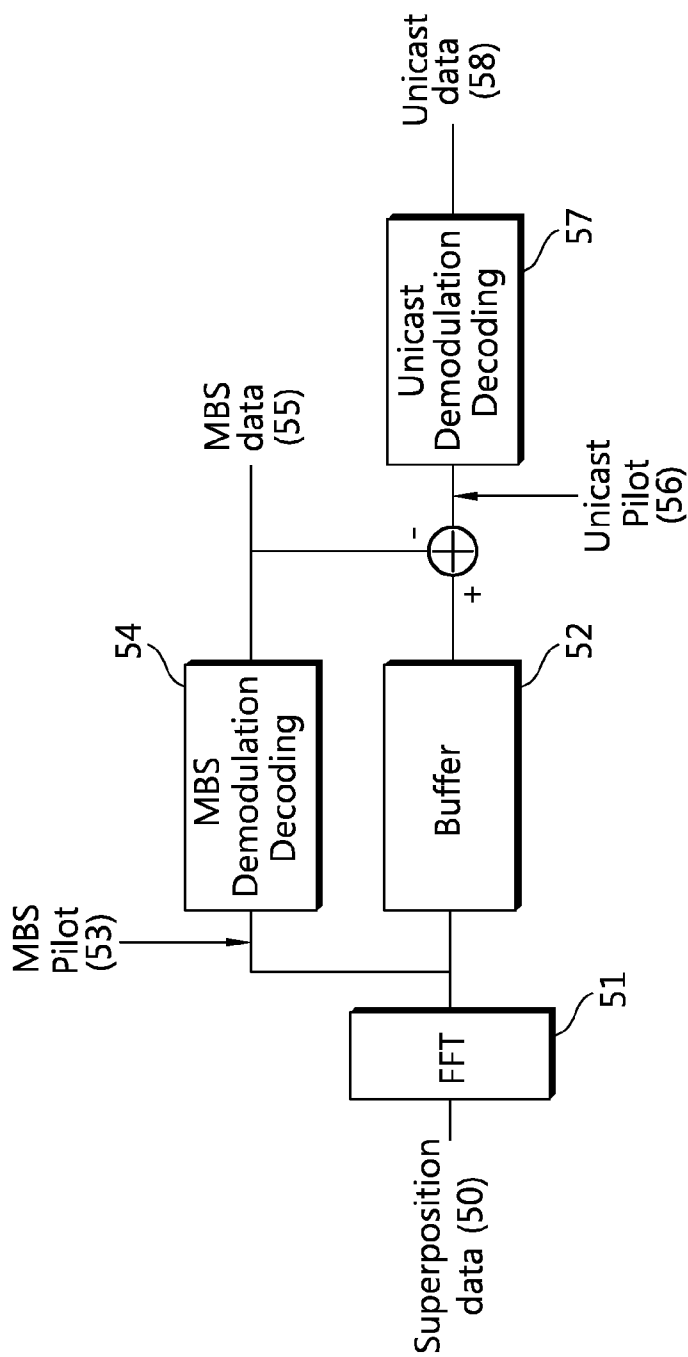 Superposition
data (50)
FFT
51
MBS
Pilot
(53)
MBS
Demodulation
Decoding
54
Buffer
52
MBS
data
(55)
+
-
Unicast
Pilot
(56)
Unicast
Demodulation
Decoding
57
Unicast
data
(58)